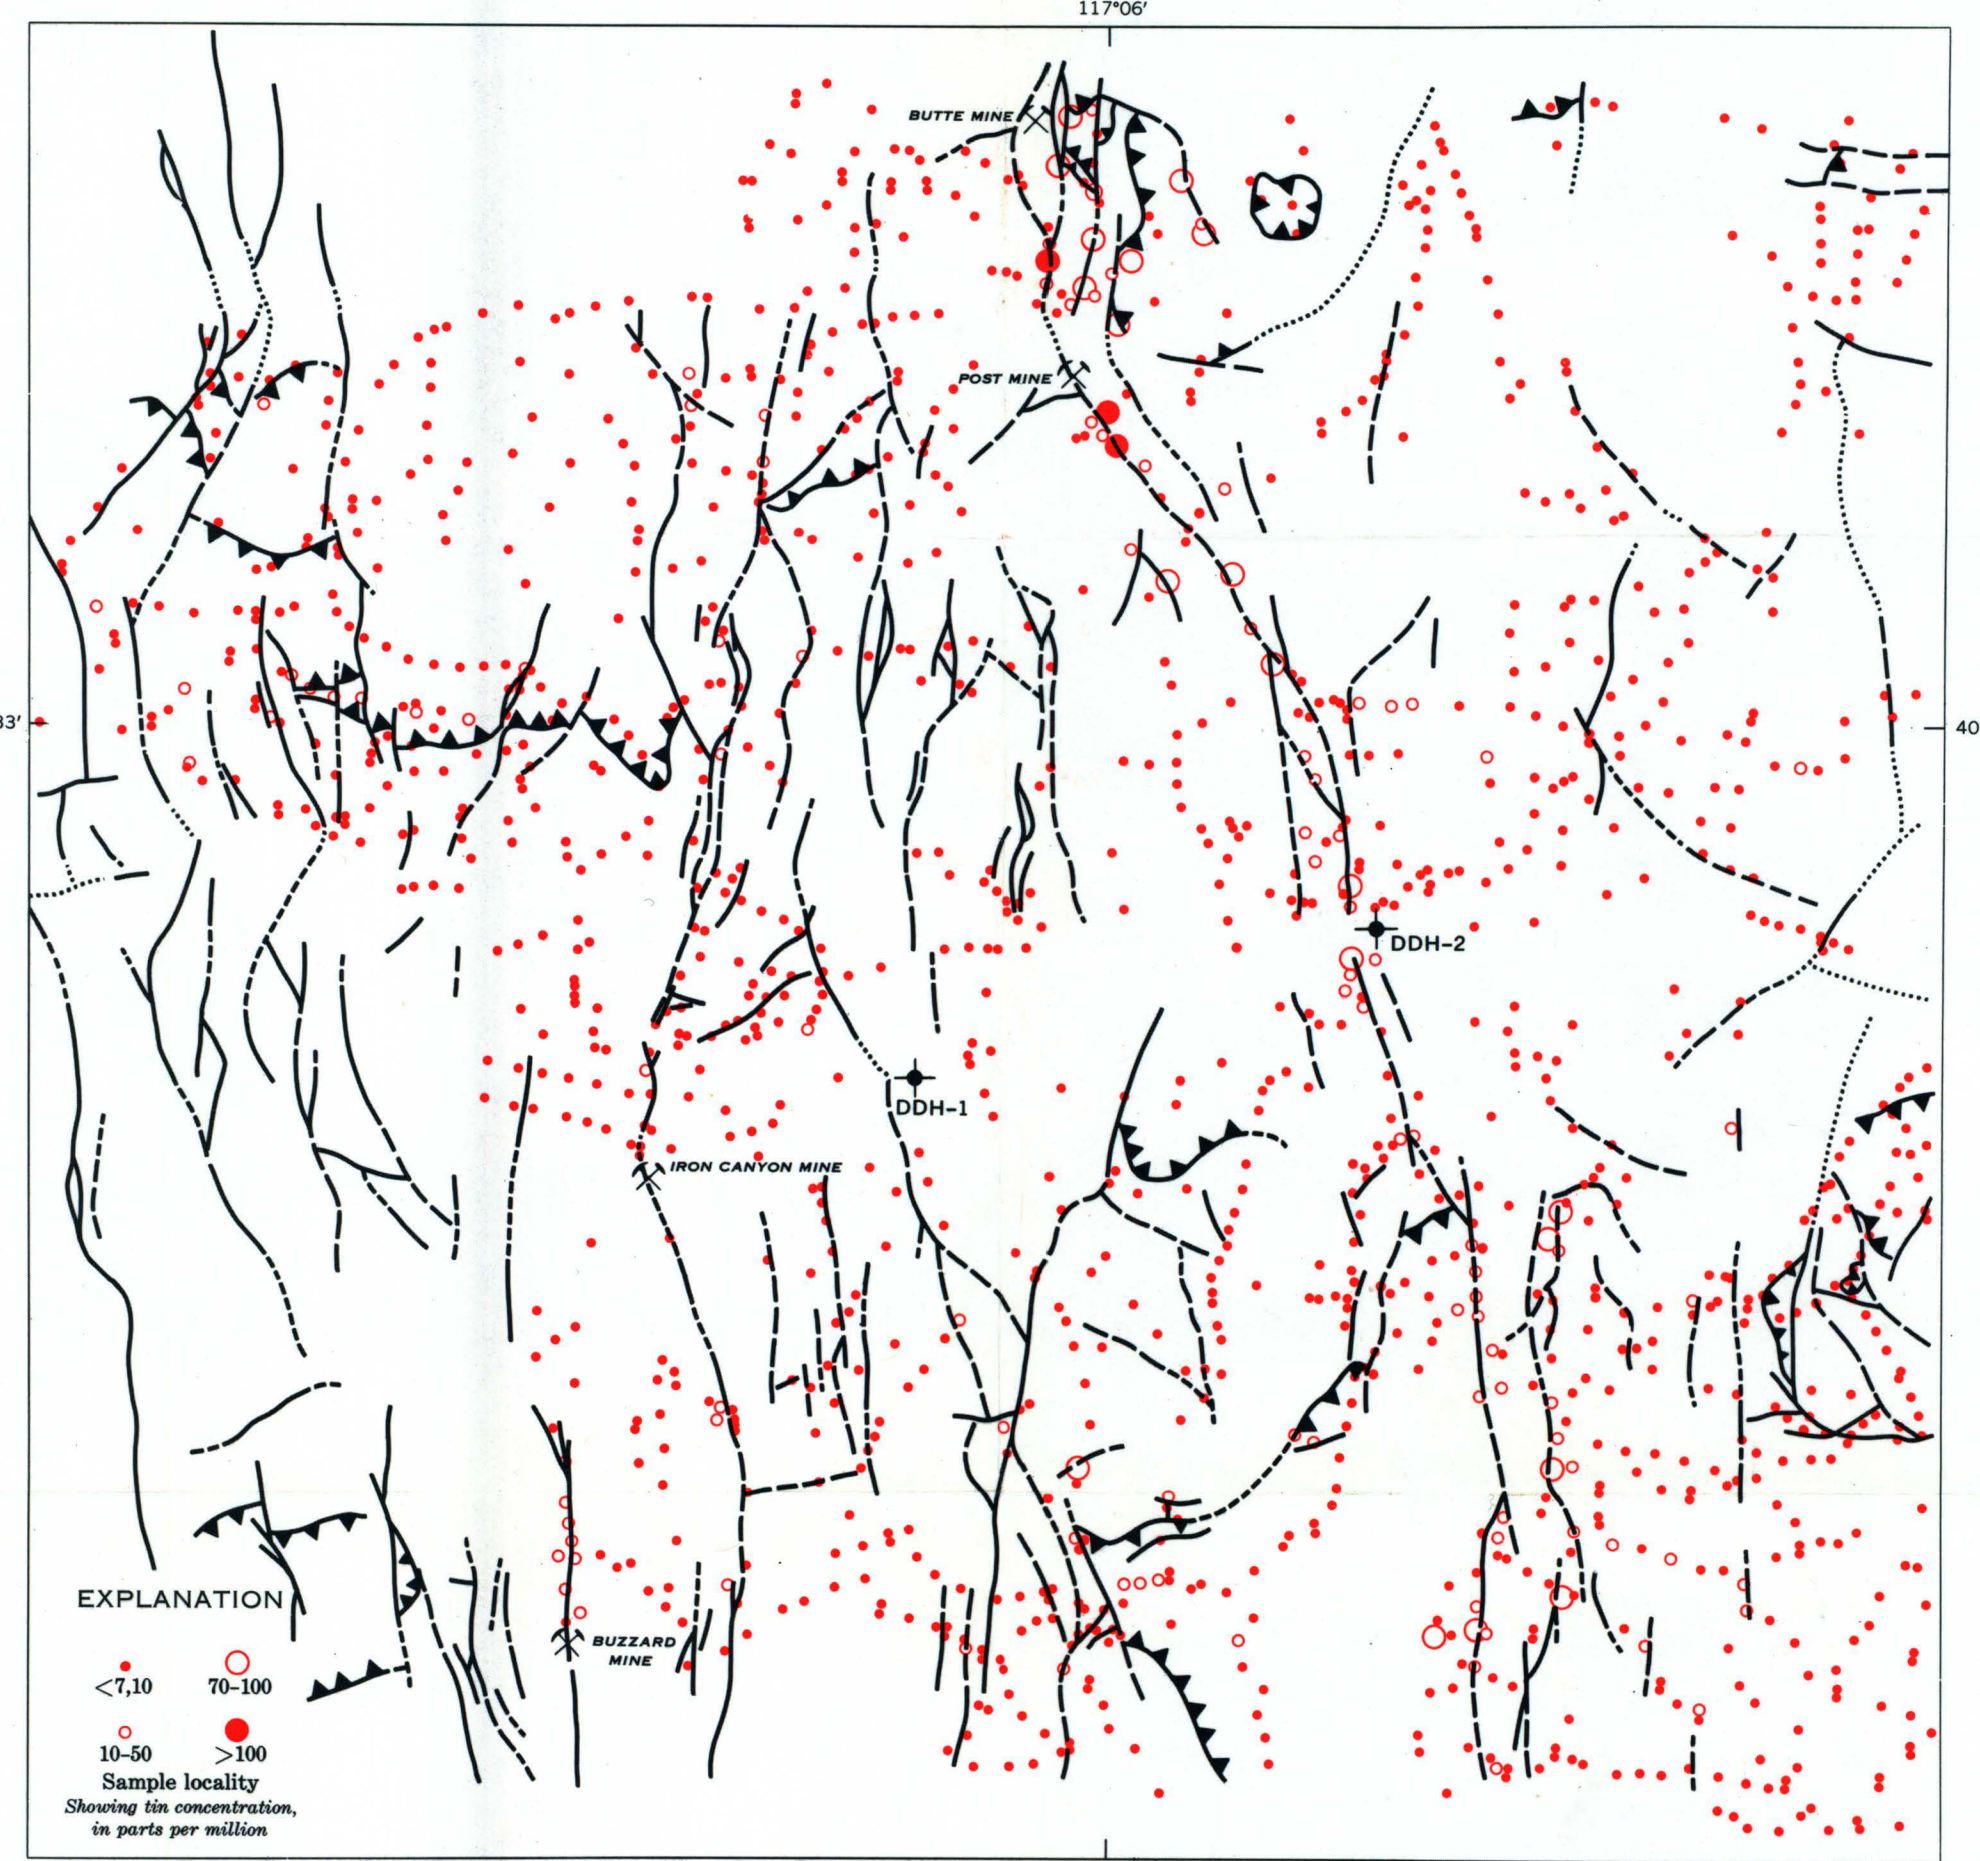 117°06′
BUTTE MINE
POST MINE
33′
40
DDH-2
DDH-1
IRON CANYON MINE
BUZZARD
MINE
EXPLANATION
<7,10
70-100
10-50
>100
Sample locality
Showing tin concentration,
in parts per million